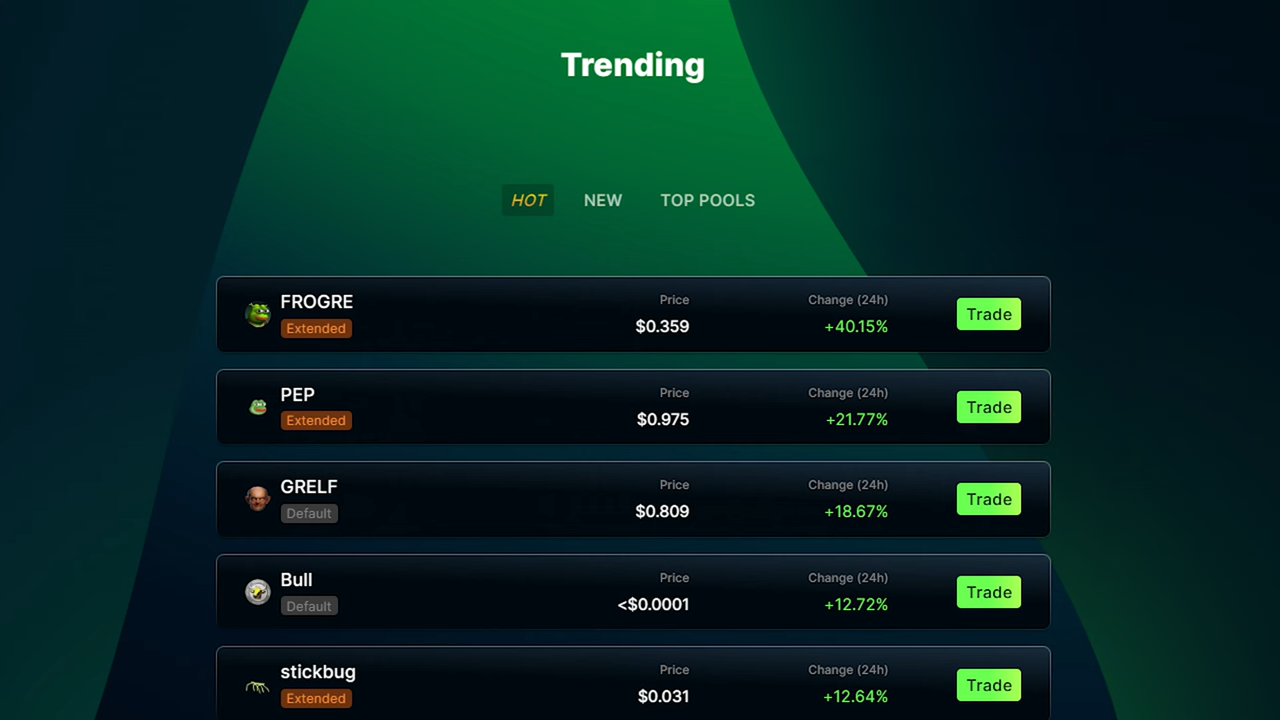 Trending
HOT NEW TOP POOLS
FROGRE Price Change (24h)
Extended $0.359 +40.15% Trade
PEP Price Change (24h)
Extended $0.975 +21.77% Trade
GRELF Price Change (24h)
Default $0.809 +18.67% Trade
Bull Price Change (24h)
Default <$0.0001 +12.72% Trade
stickbug Price Change (24h)
Extended $0.031 +12.64% Trade